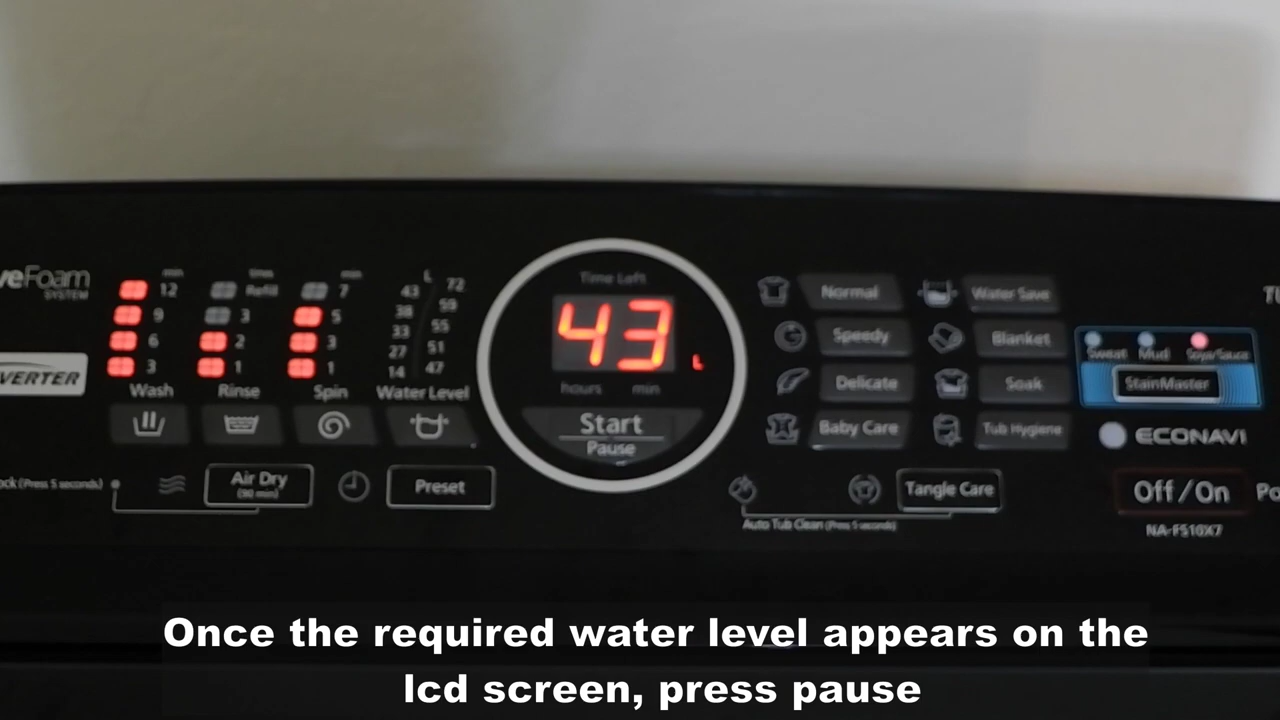 veFoam
SYSTEM
VERTER
min
12
9
6
3
Wash
Refill
3
2
1
Rinse
min
7
5
3
1
Spin
L
43 72
38 59
33 55
27 51
14 47
Water Level
Time Left
43
L
hours min
Start
Pause
Normal
Speedy
Delicate
Baby Care
Water Save
Blanket
Soak
Tub Hygiene
Sweat Mud Soya/Sauce
StainMaster
ECONAVI
ock (Press 5 seconds)
Air Dry
(90 min)
Preset
Tangle Care
Auto Tub Clean (Press 5 seconds)
Off/On
Po
NA-FS10X7
Once the required water level appears on the
lcd screen, press pause